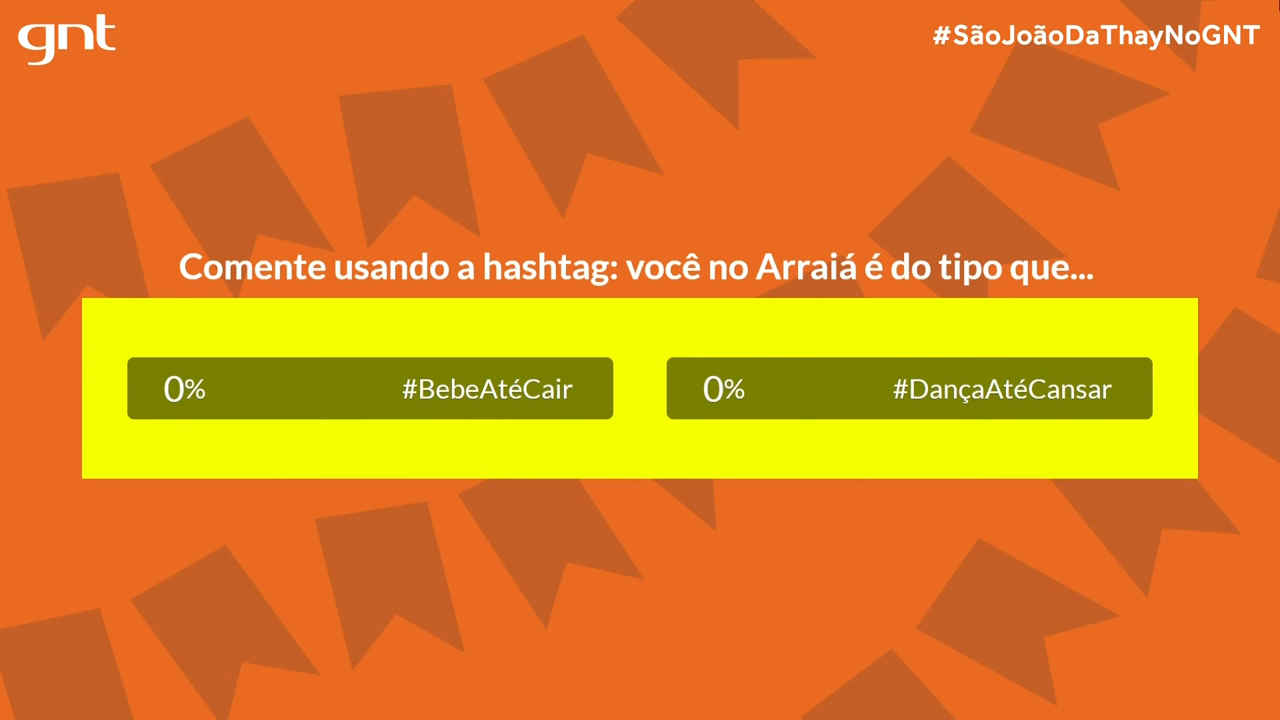 gnt
#SãoJoãoDaThayNoGNT
Comente usando a hashtag: você no Arraiá é do tipo que...
0% #BebeAtéCair
0% #DançaAtéCansar